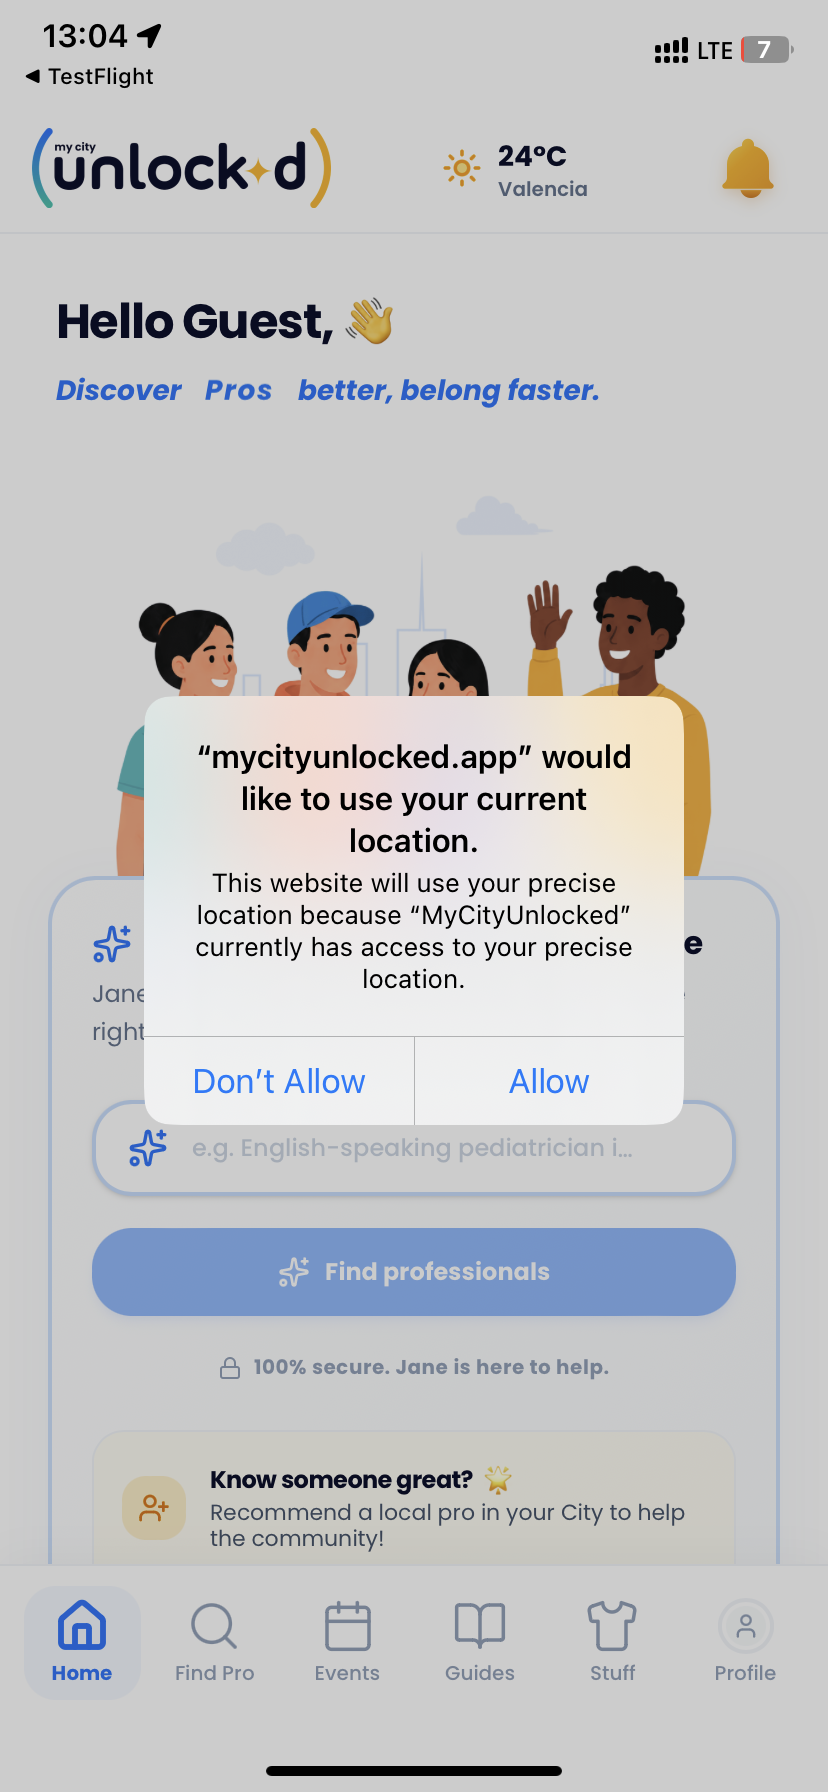 13:04
LTE 7
◀ TestFlight
my city
unlock✦d
24°C
Valencia
Hello Guest, 👋
Discover Pros better, belong faster.
“mycityunlocked.app” would
like to use your current
location.
This website will use your precise
location because “MyCityUnlocked”
currently has access to your precise
location.
Jane
right
Don’t Allow
Allow
e.g. English-speaking pediatrician i...
Find professionals
100% secure. Jane is here to help.
Know someone great? 🌟
Recommend a local pro in your City to help
the community!
Home
Find Pro
Events
Guides
Stuff
Profile